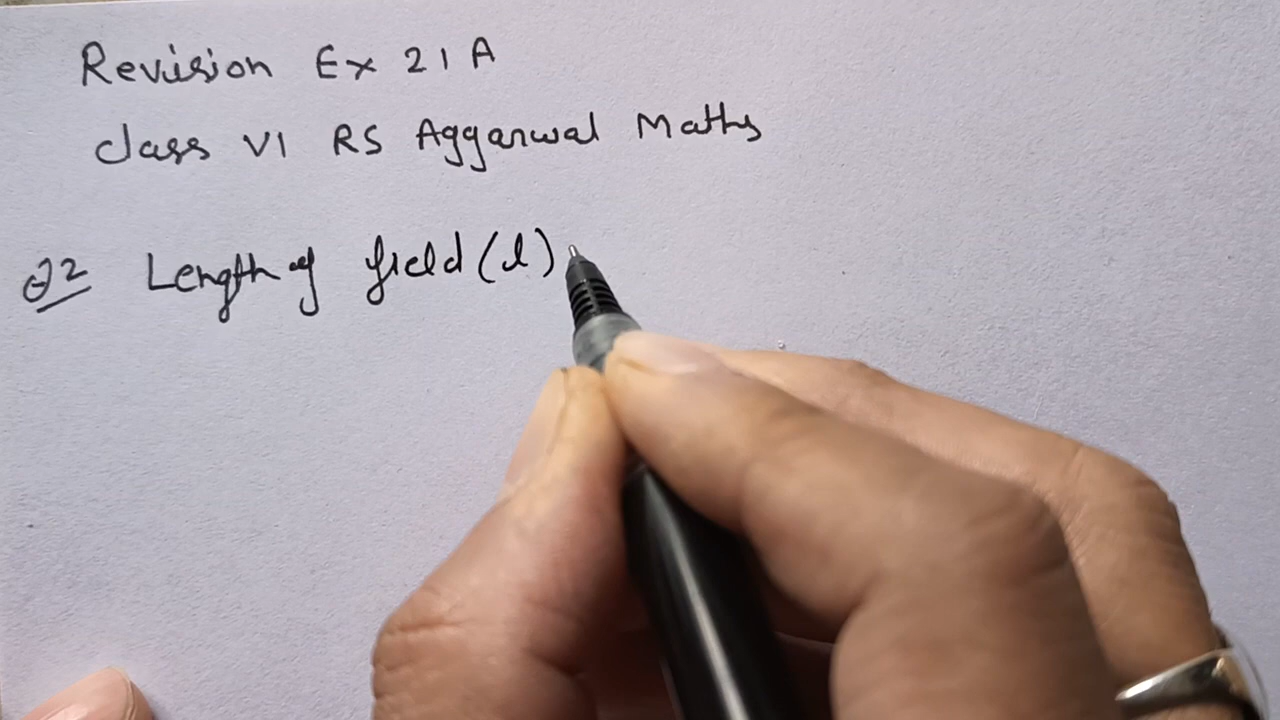 Revision Ex 21A
Class VI RS Aggarwal Maths
Q2 Length of field (l)